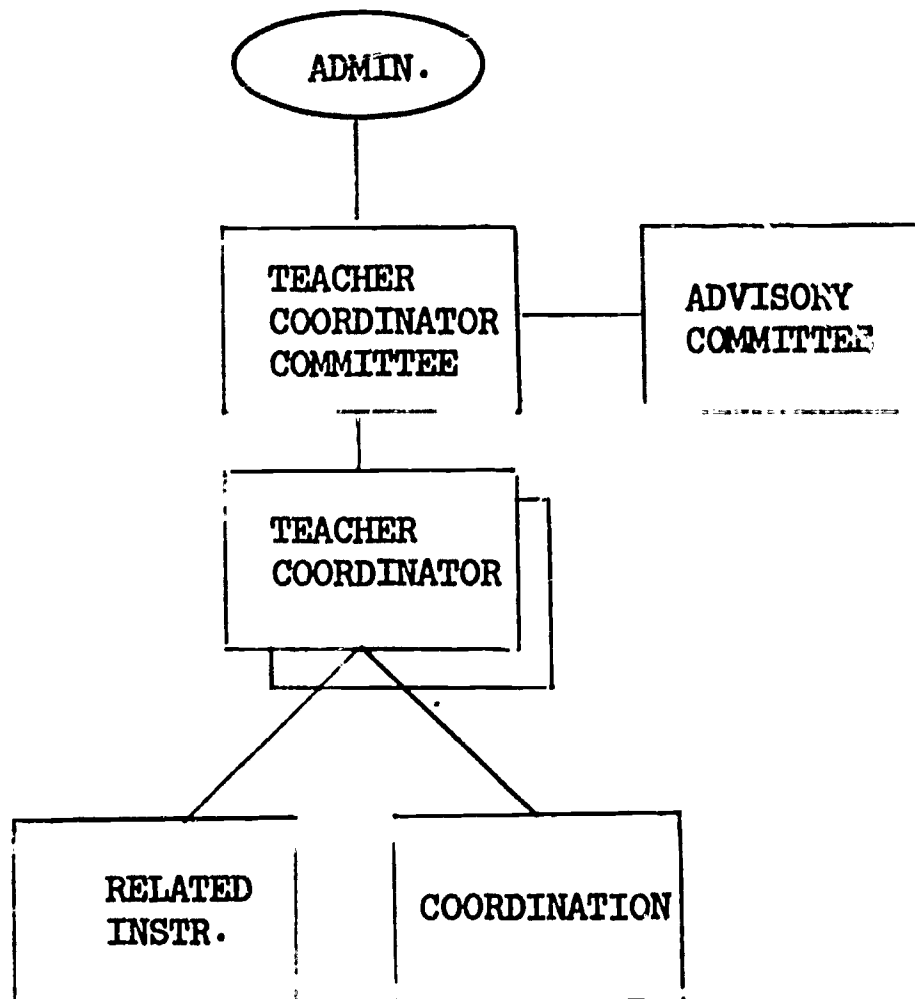 ADMIN.
TEACHER
COORDINATOR
COMMITTEE
ADVISORY
COMMITTEE
TEACHER
COORDINATOR
RELATED
INSTR.
COORDINATION